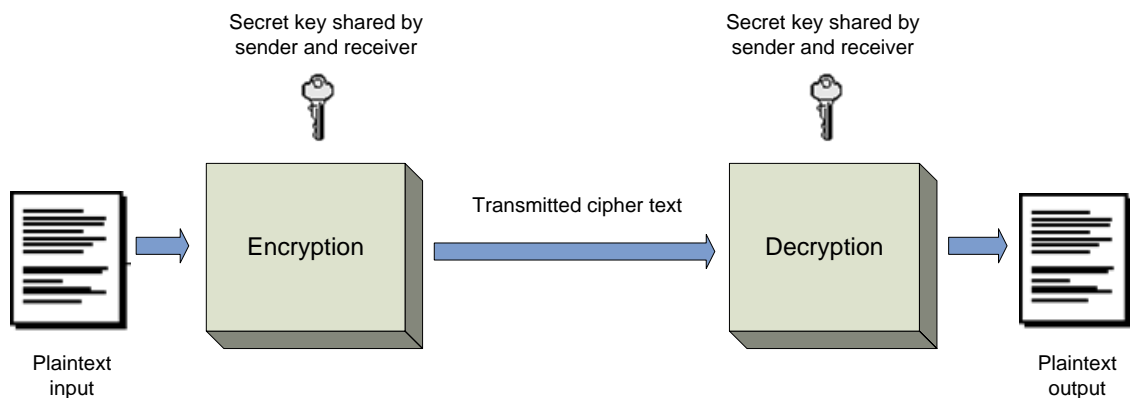 Secret key shared by
sender and receiver
Secret key shared by
sender and receiver
Transmitted cipher text
Encryption
Decryption
Plaintext
input
Plaintext
output